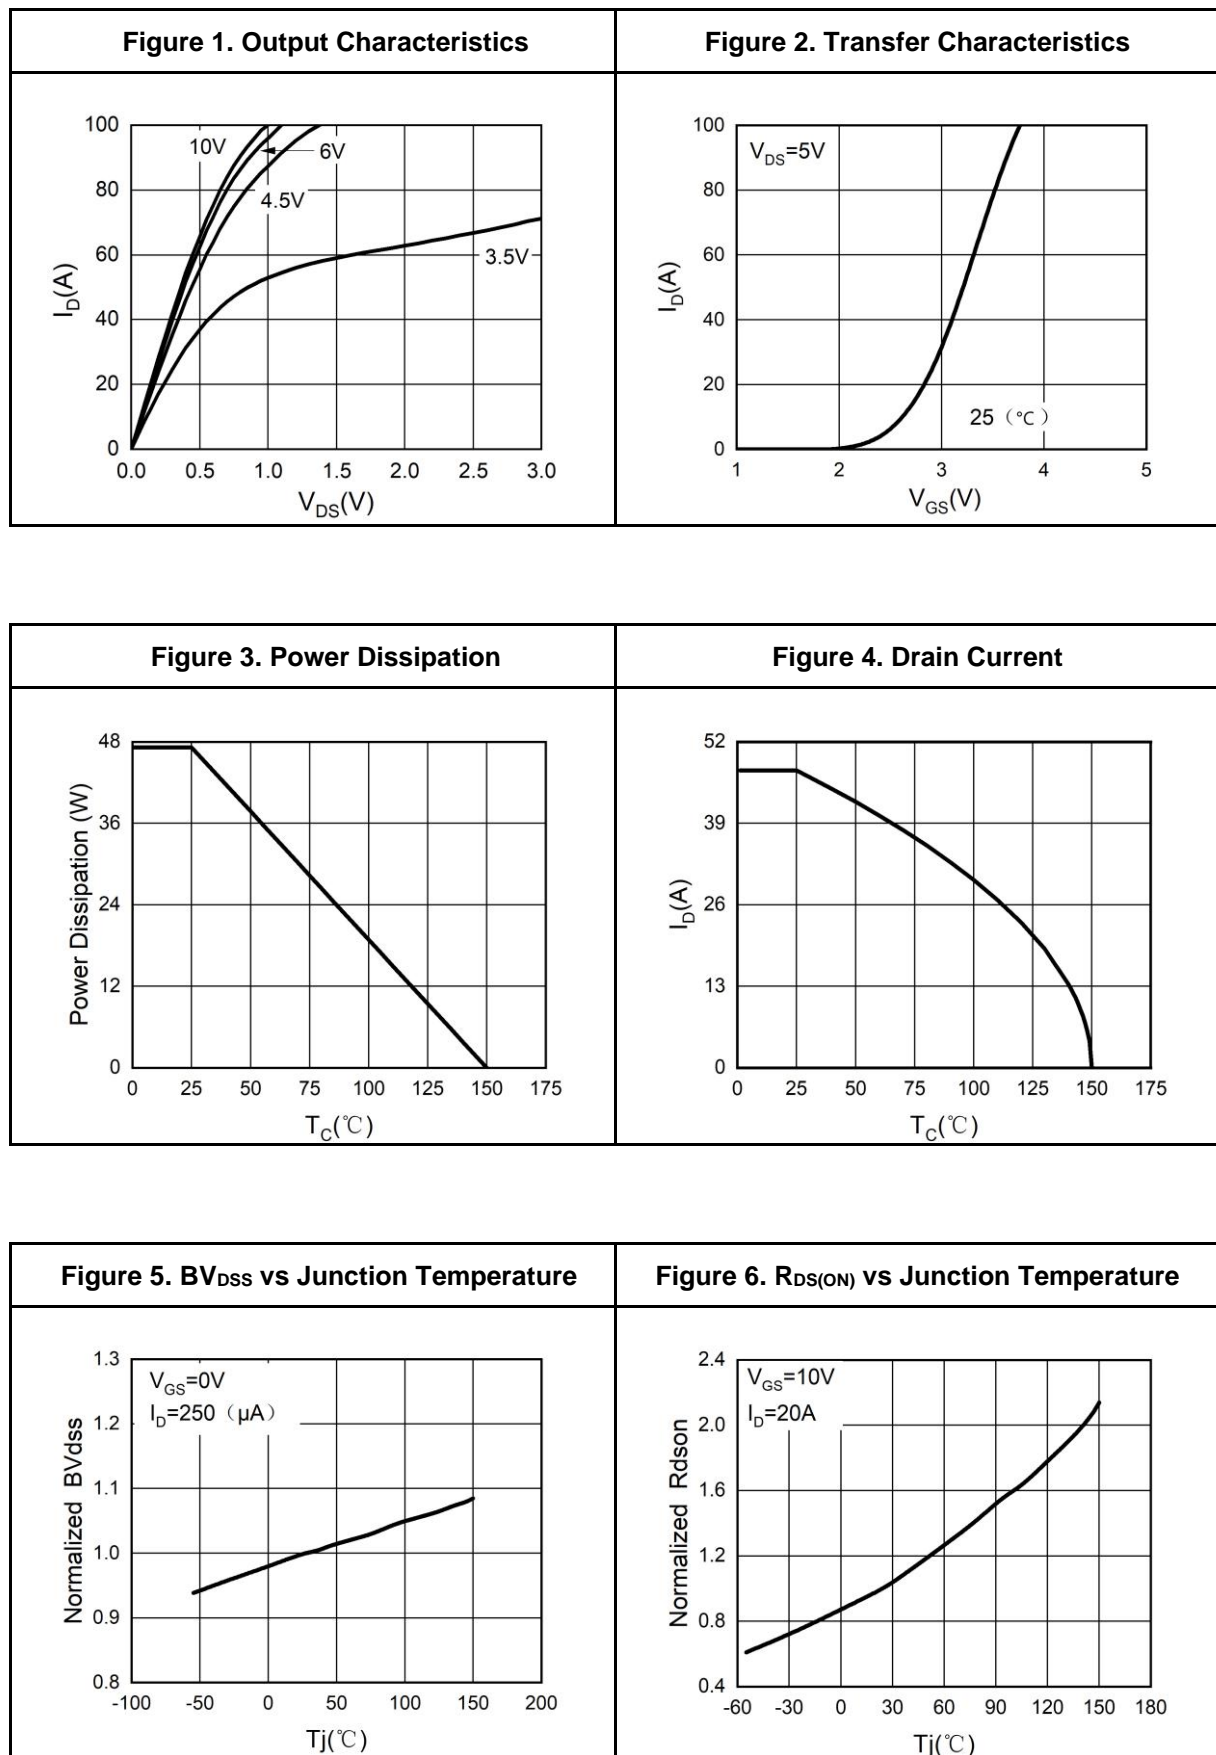 Figure 1. Output Characteristics
Figure 2. Transfer Characteristics
100
80
60
40
20
0
I_D(A)
10V
6V
4.5V
3.5V
0.0 0.5 1.0 1.5 2.0 2.5 3.0
V_DS(V)
100
80
60
40
20
0
I_D(A)
V_DS=5V
25（℃）
1 2 3 4 5
V_GS(V)
Figure 3. Power Dissipation
Figure 4. Drain Current
48
36
24
12
0
Power Dissipation (W)
0 25 50 75 100 125 150 175
T_C(℃)
52
39
26
13
0
I_D(A)
0 25 50 75 100 125 150 175
T_C(℃)
Figure 5. BVDSS vs Junction Temperature
Figure 6. RDS(ON) vs Junction Temperature
1.3
1.2
1.1
1.0
0.9
0.8
Normalized BVdss
V_GS=0V
I_D=250（μA）
-100 -50 0 50 100 150 200
Tj(℃)
2.4
2.0
1.6
1.2
0.8
0.4
Normalized Rdson
V_GS=10V
I_D=20A
-60 -30 0 30 60 90 120 150 180
Tj(℃)